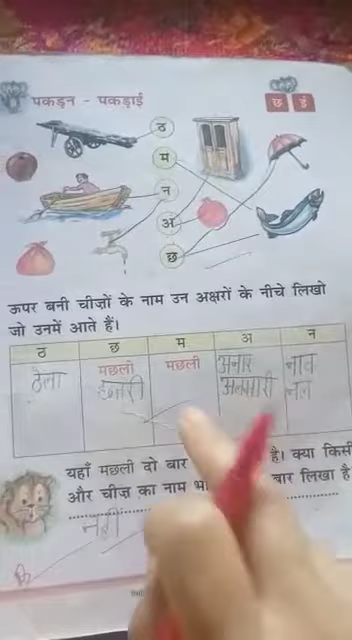 पकड़न - पकड़ाई
छ ई
ठ
म
न
अ
छ
ऊपर बनी चीज़ों के नाम उन अक्षरों के नीचे लिखो
जो उनमें आते हैं।
ठ छ म अ न
ठेला मछली मछली अनार नाव
छतरी अलमारी नल
यहाँ मछली दो बार है। क्या किसी
और चीज़ का नाम बार लिखा है
नहीं